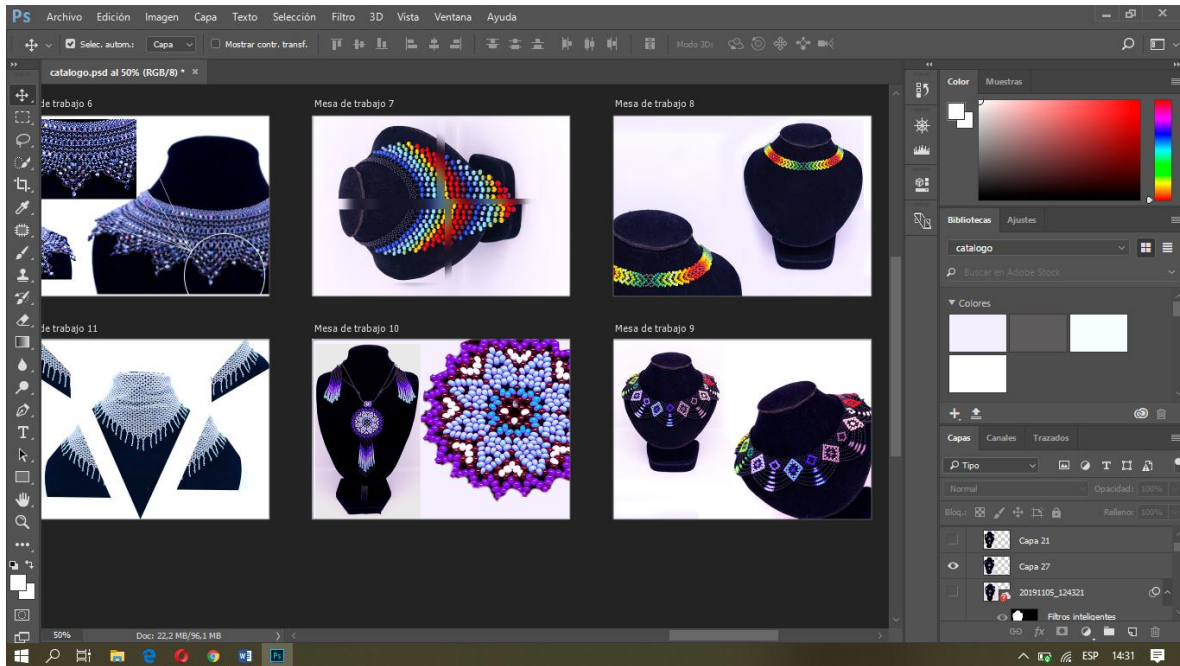 Ps Archivo Edición Imagen Capa Texto Selección Filtro 3D Vista Ventana Ayuda
Selec. autom.: Capa Mostrar contr. transf. Modo 3D:
catalogo.psd al 50% (RGB/8) * ×
de trabajo 6 Mesa de trabajo 7 Mesa de trabajo 8
de trabajo 11 Mesa de trabajo 10 Mesa de trabajo 9
Color Muestras
Bibliotecas Ajustes
catalogo
Buscar en Adobe Stock
Colores
Capas Canales Trazados
Tipo
Normal Opacidad: 100%
Bloq.: Relleno: 100%
Capa 21
Capa 27
20191105_124321
Filtros inteligentes
fx
50% Doc: 22,2 MB/96,1 MB
ESP 14:31